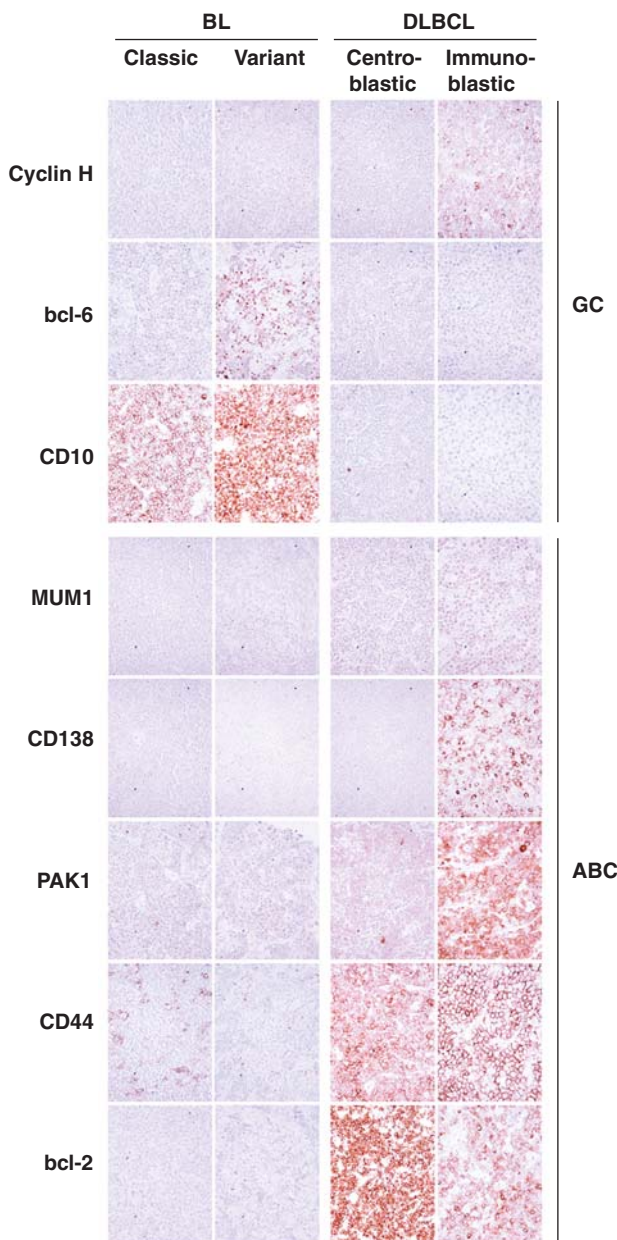 BL DLBCL
Classic Variant Centro- Immuno-
blastic blastic
Cyclin H
bcl-6
GC
CD10
MUM1
CD138
PAK1
ABC
CD44
bcl-2